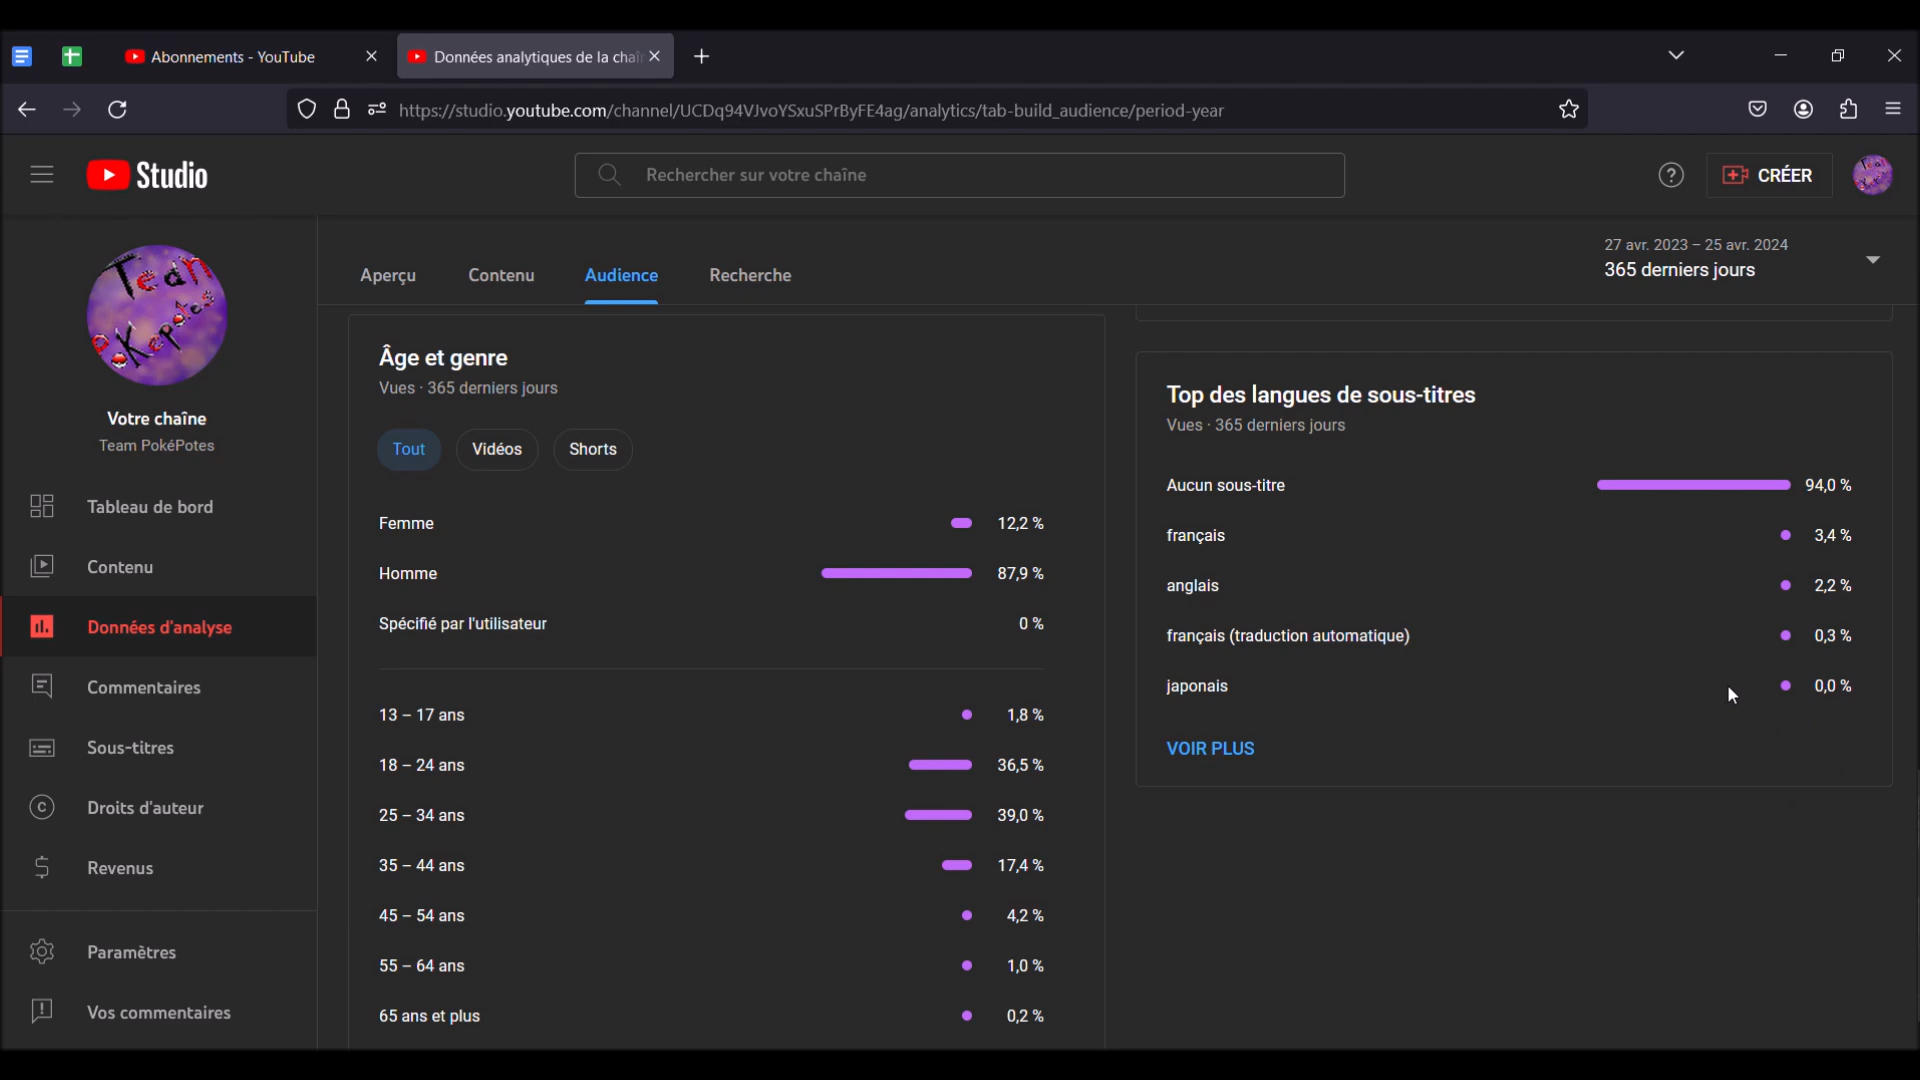 Abonnements - YouTube
Données analytiques de la chaî
https://studio.youtube.com/channel/UCDq94VJvoYSxuSPrByFE4ag/analytics/tab-build_audience/period-year
Studio
Rechercher sur votre chaîne
CRÉER
Team PoKepotes
Votre chaîne
Team PokéPotes
Tableau de bord
Contenu
Données d'analyse
Commentaires
Sous-titres
Droits d'auteur
Revenus
Paramètres
Vos commentaires
Aperçu Contenu Audience Recherche
27 avr. 2023 – 25 avr. 2024
365 derniers jours
Âge et genre
Vues · 365 derniers jours
Tout Vidéos Shorts
Femme 12,2 %
Homme 87,9 %
Spécifié par l'utilisateur 0 %
13 – 17 ans 1,8 %
18 – 24 ans 36,5 %
25 – 34 ans 39,0 %
35 – 44 ans 17,4 %
45 – 54 ans 4,2 %
55 – 64 ans 1,0 %
65 ans et plus 0,2 %
Top des langues de sous-titres
Vues · 365 derniers jours
Aucun sous-titre 94,0 %
français 3,4 %
anglais 2,2 %
français (traduction automatique) 0,3 %
japonais 0,0 %
VOIR PLUS